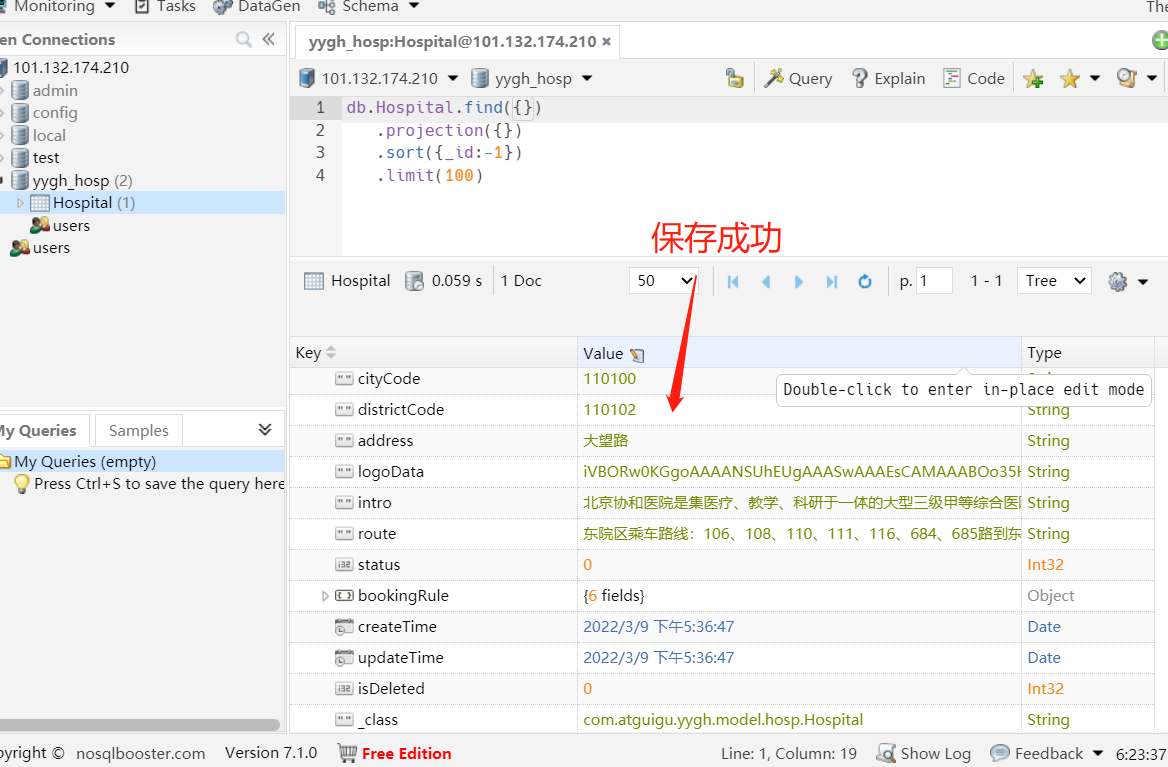 Monitoring Tasks DataGen Schema The
en Connections
101.132.174.210
admin
config
local
test
yygh_hosp (2)
Hospital (1)
users
users
My Queries Samples
My Queries (empty)
Press Ctrl+S to save the query here
yygh_hosp:Hospital@101.132.174.210 ×
101.132.174.210 yygh_hosp Query Explain Code
1 db.Hospital.find({})
2 .projection({})
3 .sort({_id:-1})
4 .limit(100)
保存成功
Hospital 0.059 s 1 Doc 50 p. 1 1 - 1 Tree
Key Value Type
cityCode 110100
Double-click to enter in-place edit mode
districtCode 110102 String
address 大望路 String
logoData iVBORw0KGgoAAAANSUhEUgAAASwAAAEsCAMAAABOo35H String
intro 北京协和医院是集医疗、教学、科研于一体的大型三级甲等综合医 String
route 东院区乘车路线：106、108、110、111、116、684、685路到东 String
status 0 Int32
bookingRule {6 fields} Object
createTime 2022/3/9 下午5:36:47 Date
updateTime 2022/3/9 下午5:36:47 Date
isDeleted 0 Int32
_class com.atguigu.yygh.model.hosp.Hospital String
pyright © nosqlbooster.com Version 7.1.0 Free Edition Line: 1, Column: 19 Show Log Feedback 6:23:37